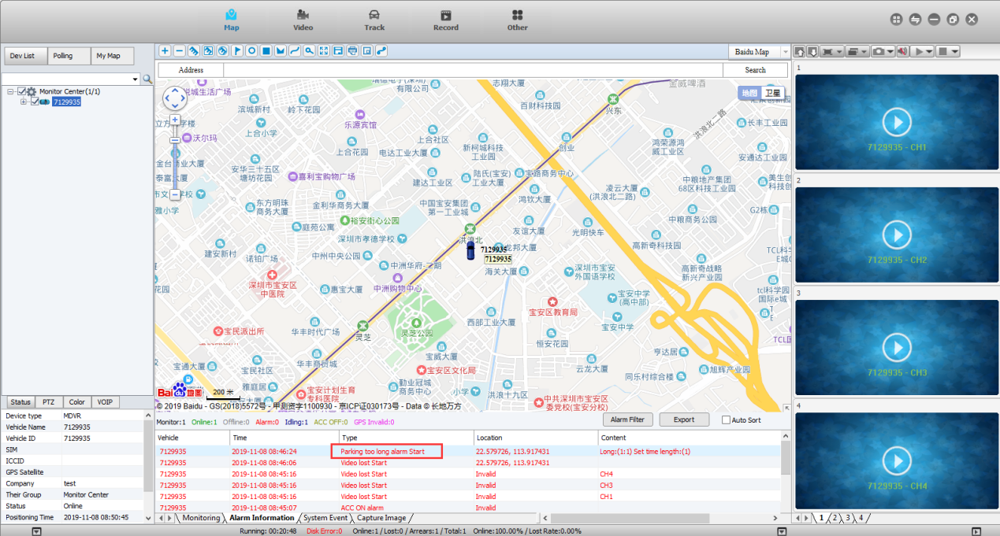 Map Video Track Record Other
Dev List Polling My Map
Baidu Map
Address Search
Monitor Center(1/1)
7129935
地图 卫星
有限公司
志翔大厦
金威啤酒
悦城生活广场
滨城新村
岭下花园
百财科技园
兴东
洪浪北二路
乐源宾馆
长丰工业园
上合小学
沃尔玛
上合社区
上合花园
电达工业大厦
新柯城科技
工业园
创业
鸿荣源鸿
威工业区
安通达工业园
安华三十五区
塘坊花园
喜利宝购物广场
建达工业区
陆氏(宝安)
工业大厦
宝路商务中心
中粮地产集团
68区科技工业园
鸿钦大厦
凌云大厦
(洪浪北二路)
东方明珠
商务大厦
金利华商务大厦
中国宝安集团
第一工业城
中粮商务公园
G2栋
庭苑公寓
裕安街心公园
友谊大厦
光明快车
深圳市孝德学校
洪浪北
高新奇科技园
建安新村
诺铂广场
中州中央公园
7129935
7129935
龙邦大厦
中洲华府-二期
海关大厦
深圳市宝安
外国语学校
高新奇战略
新兴产业园
深圳市宝安区
中医院
惠宝大厦
中洲购物中心
tcl科学园
国际e城
宝安中学
(高中部)
宝安区教育局
宝安中学
西部工业大厦
宝民派出所
华丰时代广场
灵芝
灵芝公园
恒安花园
宝威大厦
亨达居
宝通大厦
宝民社区
华丰商贸城
宝安区文化局
云龙大厦
旭辉产业园
同乐村综合楼
雅庭居
宝安计划生育
专科医院
勤业冠城
商务中心
小学
洪浪十九区
中共深圳市宝安区
委党校(宝安分校)
Bai du 地图
200 米
© 2019 Baidu - GS(2018)5572号 - 甲测资字1100930 - 京ICP证030173号 - Data © 长地万方
1
7129935 - CH1
2
7129935 - CH2
3
7129935 - CH3
4
7129935 - CH4
1 2 3 4
Status PTZ Color VOIP
Device type MDVR
Vehicle Name 7129935
Vehicle ID 7129935
SIM
ICCID
GPS Satellite
Company test
Their Group Monitor Center
Status Online
Positioning Time 2019-11-08 08:50:45
Monitor:1 Online:1 Offline:0 Alarm:0 Idling:1 ACC OFF:0 GPS Invalid:0
Alarm Filter Export Auto Sort
Vehicle Time Type Location Content
7129935 2019-11-08 08:46:24 Parking too long alarm Start 22.579726, 113.917431 Long:(1:1) Set time length:(1)
7129935 2019-11-08 08:46:06 Video lost Start 22.579726, 113.917431
7129935 2019-11-08 08:45:16 Video lost Start Invalid CH4
7129935 2019-11-08 08:45:16 Video lost Start Invalid CH3
7129935 2019-11-08 08:45:16 Video lost Start Invalid CH1
7129935 2019-11-08 08:45:07 ACC ON alarm Invalid
Monitoring Alarm Information System Event Capture Image
Running: 00:20:48 Disk Error:0 Online:1 / Lost:0 / Arrears:1 / Total:1 Online:100.00% / Lost Rate:0.00%